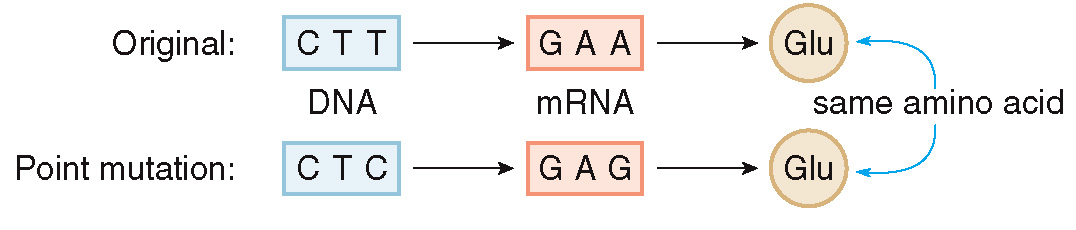 Original: C T T G A A Glu
DNA mRNA same amino acid
Point mutation: C T C G A G Glu